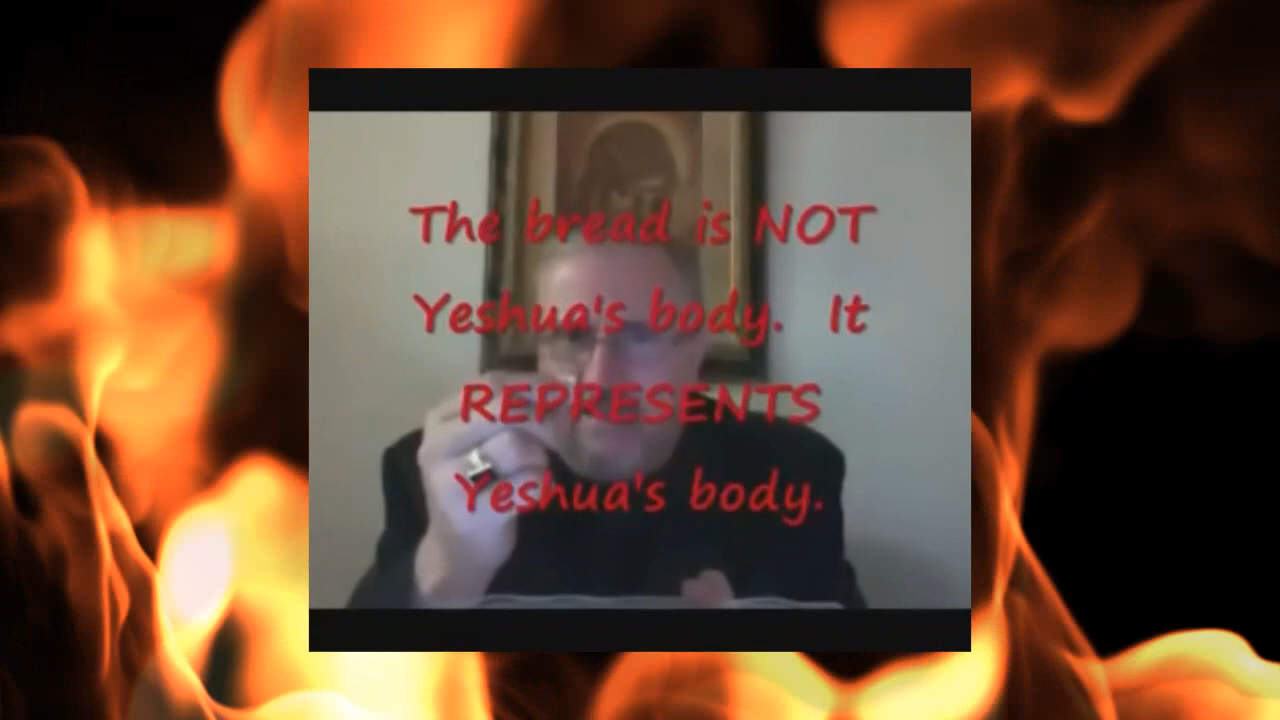 The bread is NOT
Yeshua's body.  It
REPRESENTS
Yeshua's body.